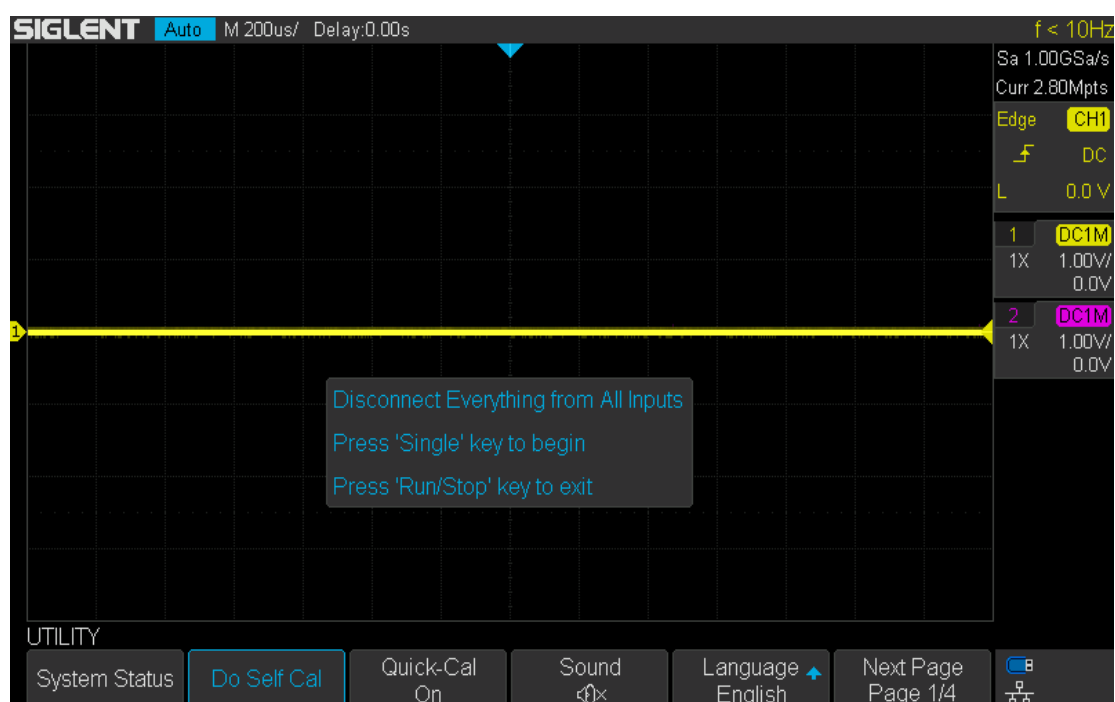 SIGLENT Auto M 200us/ Delay:0.00s f < 10Hz
Sa 1.00GSa/s
Curr 2.80Mpts
Edge CH1
DC
L 0.0 V
1 DC1M
1X 1.00V/
0.0V
1
2 DC1M
1X 1.00V/
0.0V
Disconnect Everything from All Inputs
Press 'Single' key to begin
Press 'Run/Stop' key to exit
UTILITY
System Status
Do Self Cal
Quick-Cal
On
Sound
Language
English
Next Page
Page 1/4